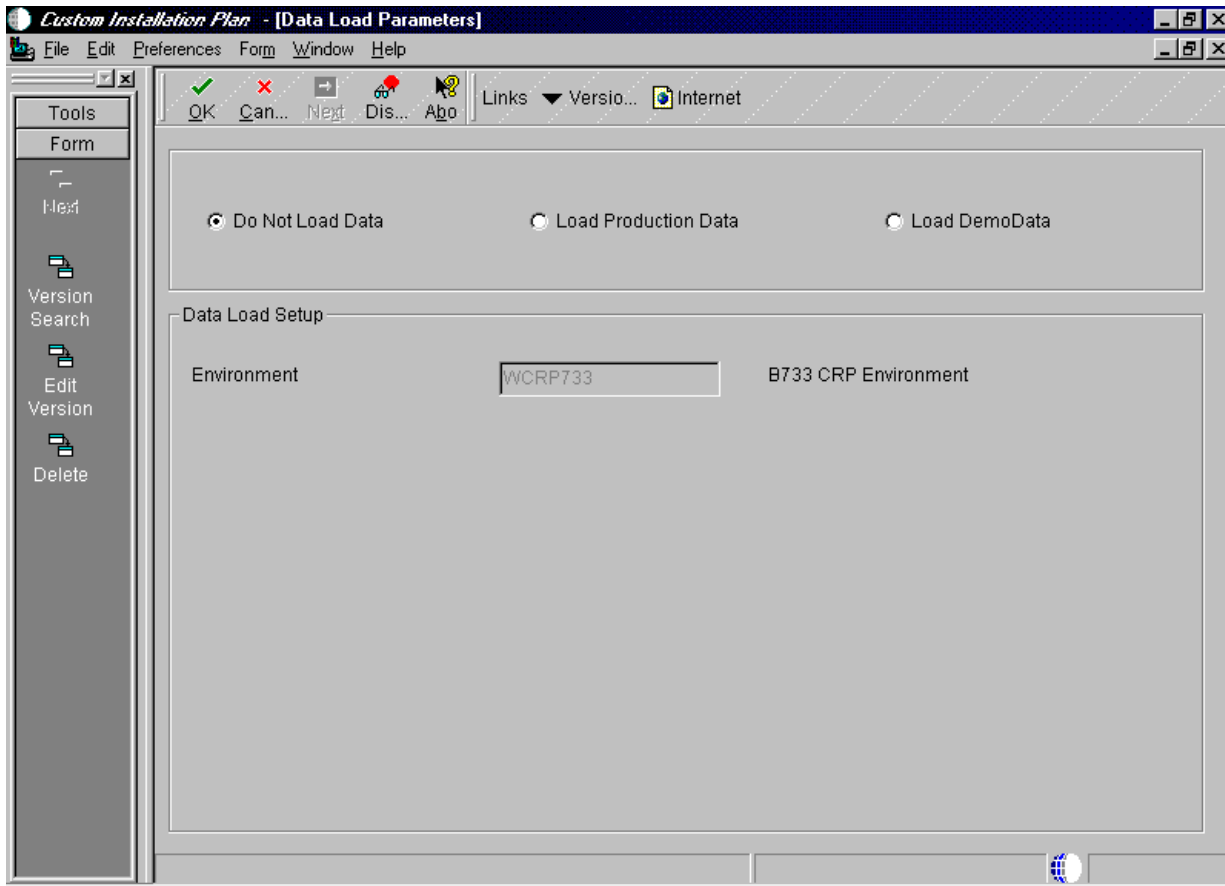 Custom Installation Plan - [Data Load Parameters]
File Edit Preferences Form Window Help
Tools
Form
Next
Version
Search
Edit
Version
Delete
OK Can... Next Dis... Abo Links Versio... Internet
Do Not Load Data Load Production Data Load DemoData
Data Load Setup
Environment WCRP733 B733 CRP Environment